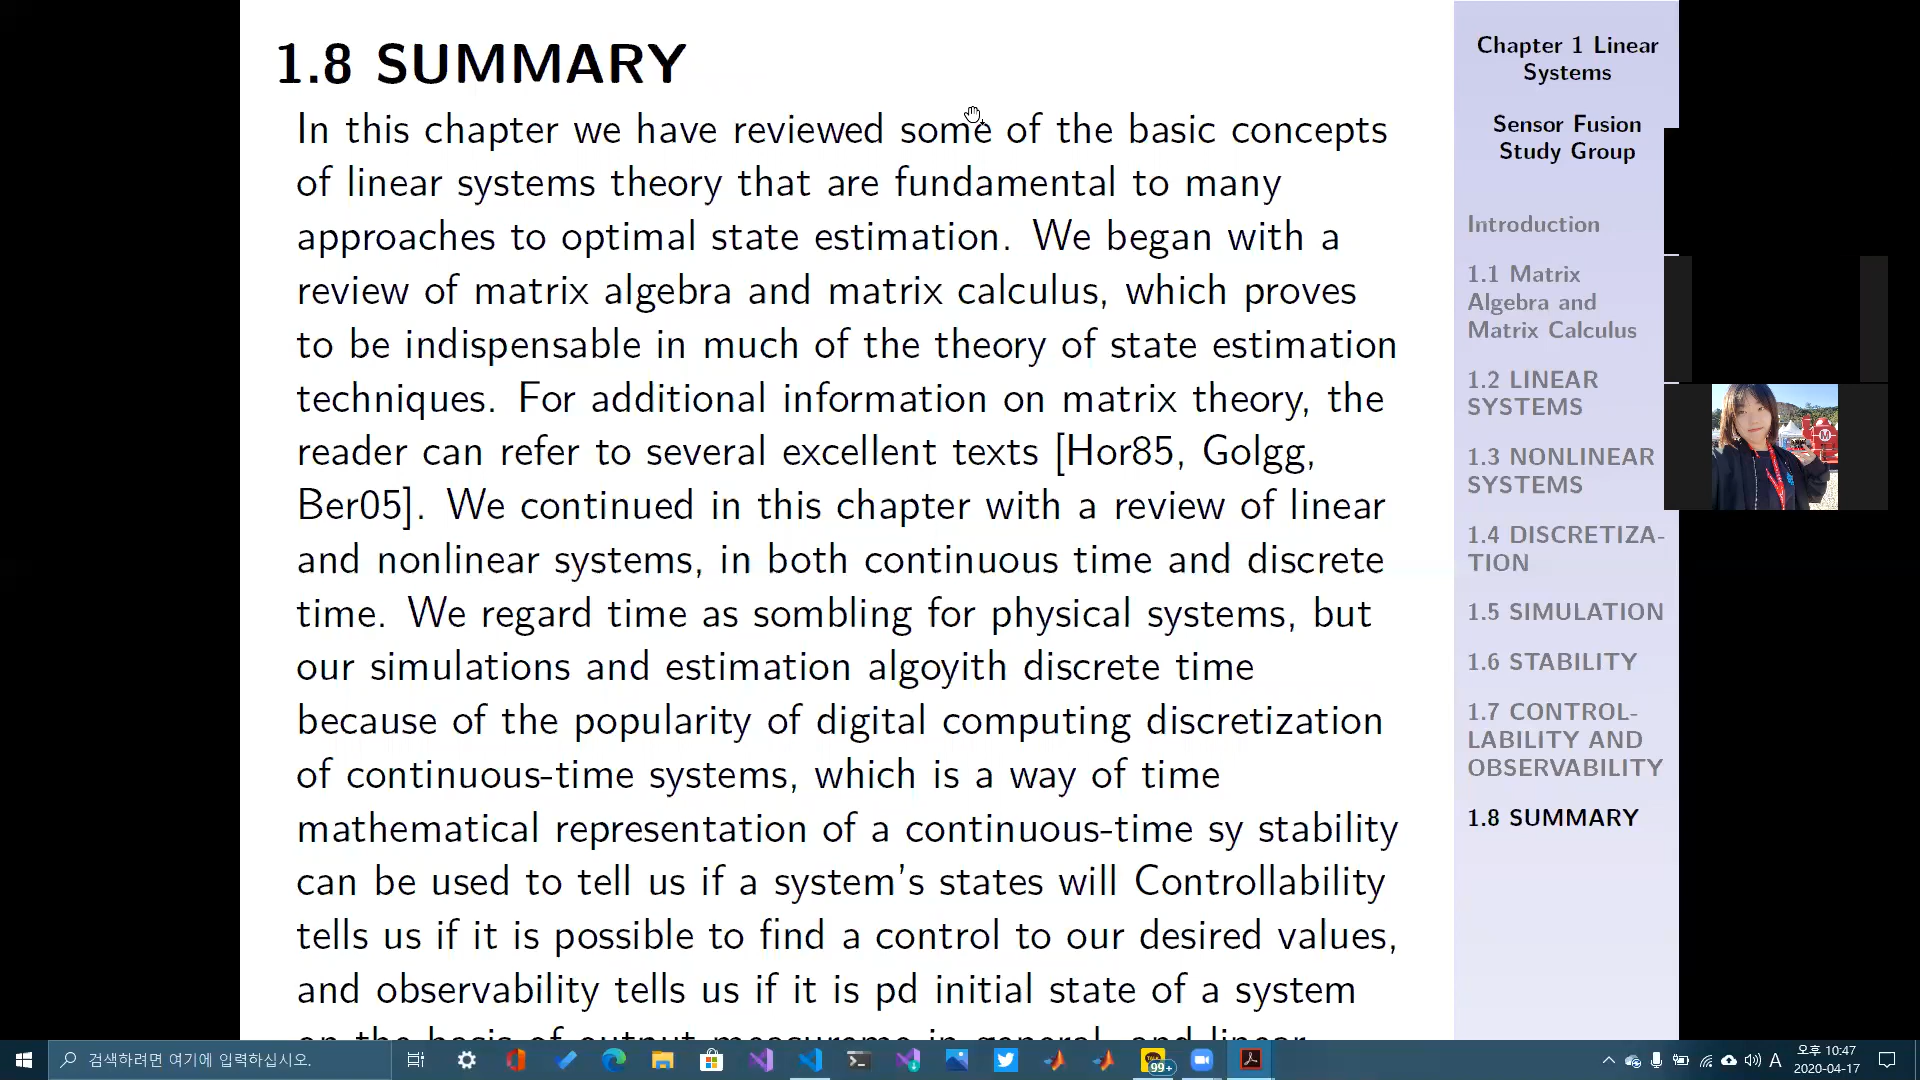 1.8 SUMMARY
In this chapter we have reviewed some of the basic concepts
of linear systems theory that are fundamental to many
approaches to optimal state estimation. We began with a
review of matrix algebra and matrix calculus, which proves
to be indispensable in much of the theory of state estimation
techniques. For additional information on matrix theory, the
reader can refer to several excellent texts [Hor85, Golgg,
Ber05]. We continued in this chapter with a review of linear
and nonlinear systems, in both continuous time and discrete
time. We regard time as sombling for physical systems, but
our simulations and estimation algoyith discrete time
because of the popularity of digital computing discretization
of continuous-time systems, which is a way of time
mathematical representation of a continuous-time sy stability
can be used to tell us if a system's states will Controllability
tells us if it is possible to find a control to our desired values,
and observability tells us if it is pd initial state of a system
on the basis of output measureme in general, and linear
Chapter 1 Linear
Systems
Sensor Fusion
Study Group
Introduction
1.1 Matrix
Algebra and
Matrix Calculus
1.2 LINEAR
SYSTEMS
1.3 NONLINEAR
SYSTEMS
1.4 DISCRETIZA-
TION
1.5 SIMULATION
1.6 STABILITY
1.7 CONTROL-
LABILITY AND
OBSERVABILITY
1.8 SUMMARY
M
검색하려면 여기에 입력하십시오.
99+
A
오후 10:47
2020-04-17